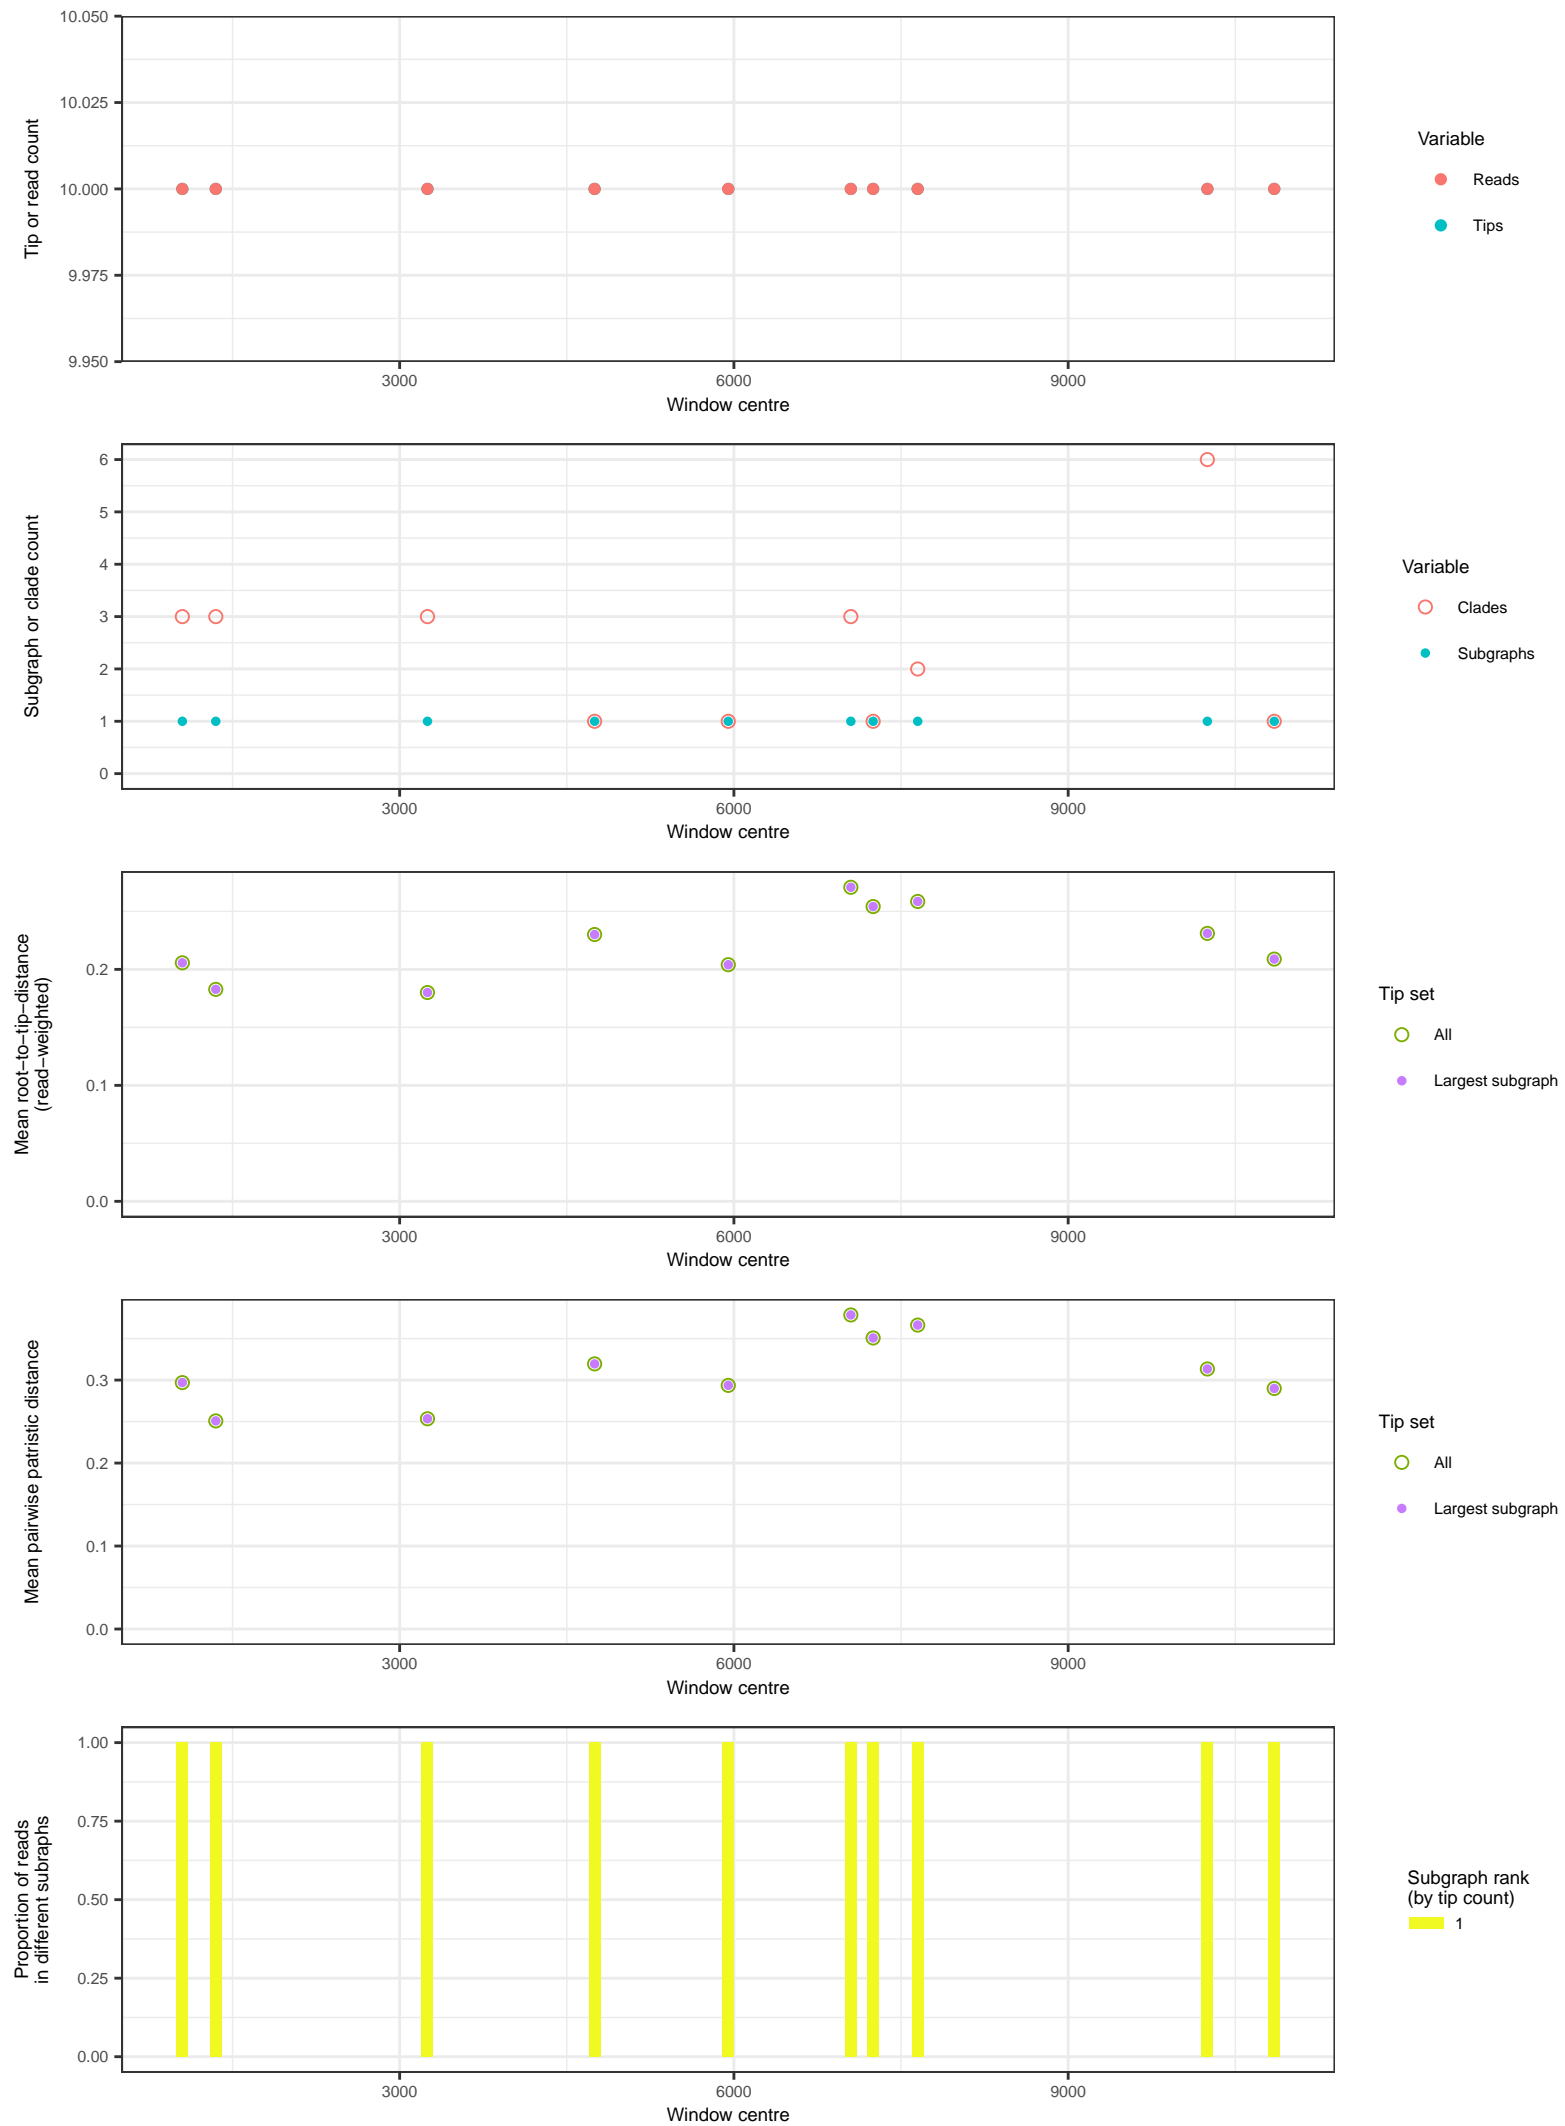 10.050
10.025
10.000
9.975
9.950
Tip or read count
3000
6000
9000
Window centre
Variable
Reads
Tips
6
5
4
3
2
1
0
Subgraph or clade count
3000
6000
9000
Window centre
Variable
Clades
Subgraphs
0.2
0.1
0.0
Mean root−to−tip−distance
(read−weighted)
3000
6000
9000
Window centre
Tip set
All
Largest subgraph
0.3
0.2
0.1
0.0
Mean pairwise patristic distance
3000
6000
9000
Window centre
Tip set
All
Largest subgraph
1.00
0.75
0.50
0.25
0.00
Proportion of reads
in different subraphs
3000
6000
9000
Window centre
Subgraph rank
(by tip count)
1